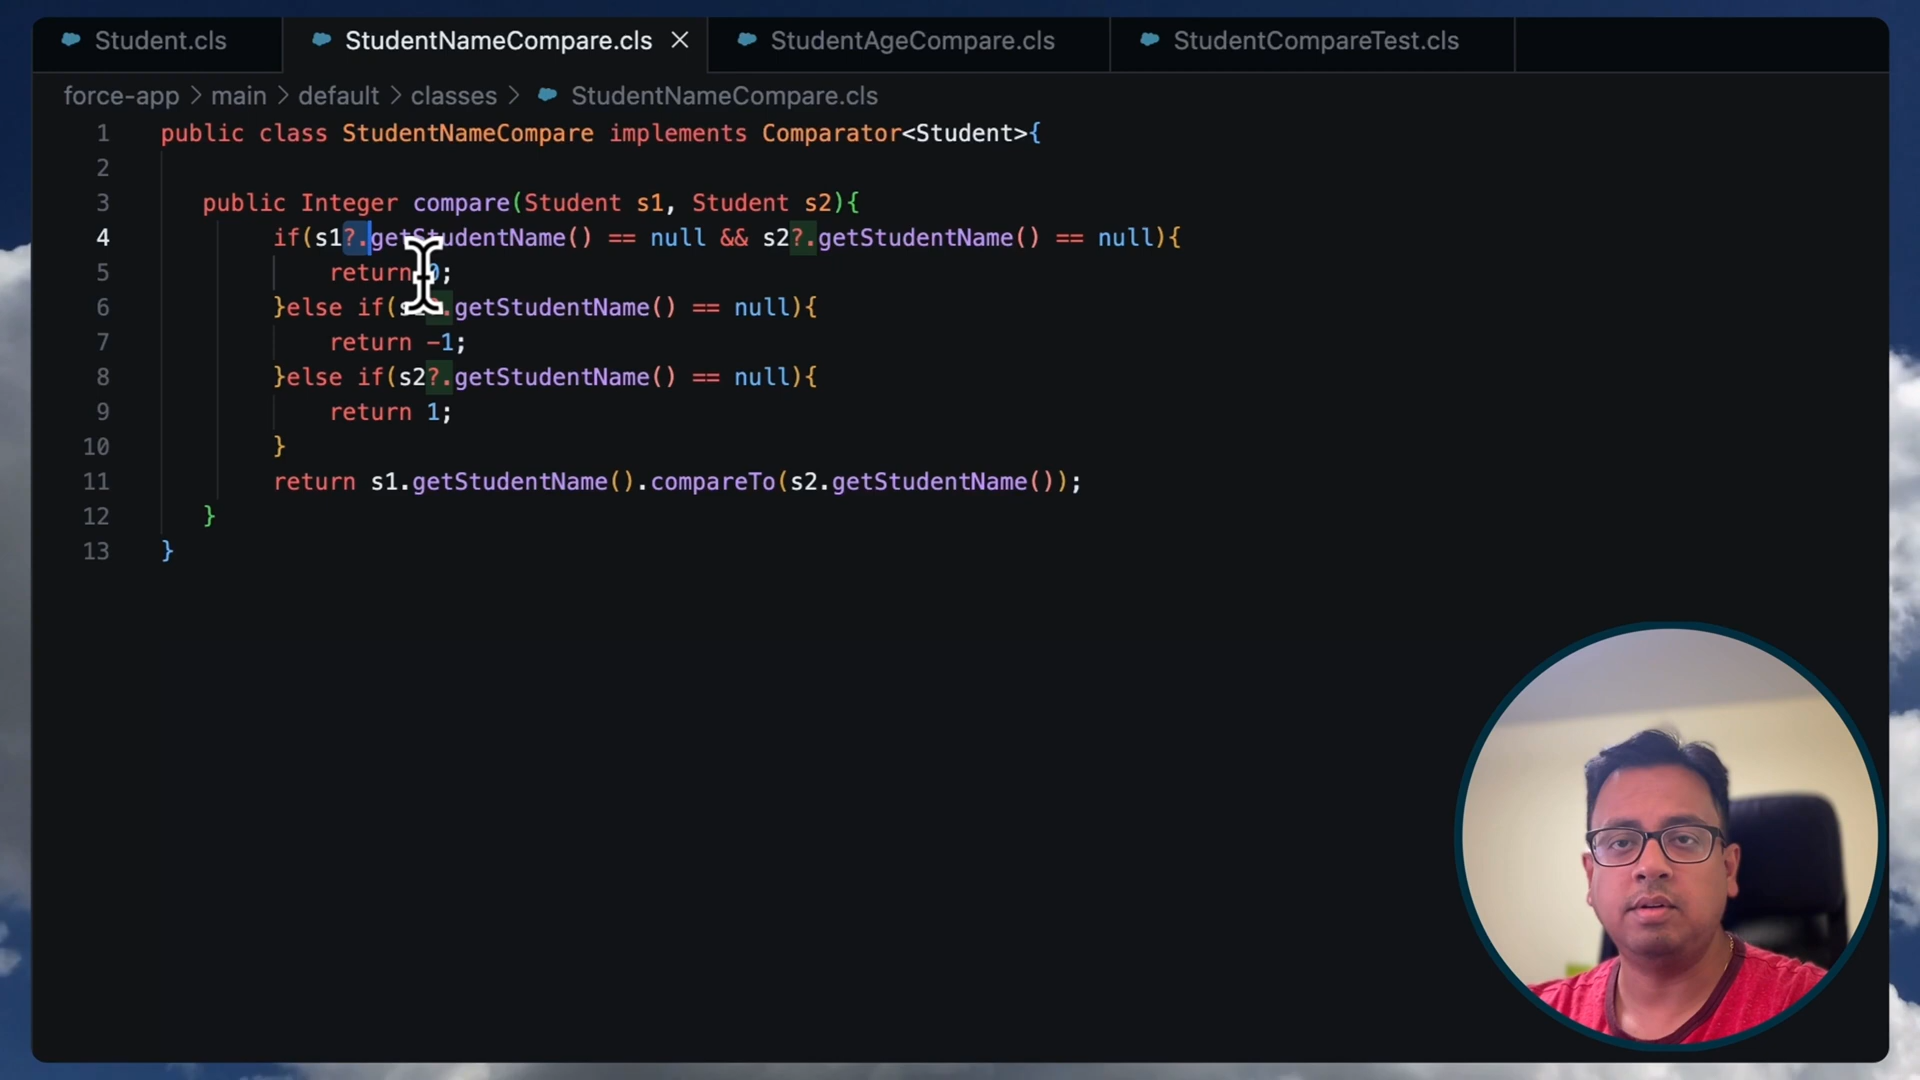 Student.cls StudentNameCompare.cls StudentAgeCompare.cls StudentCompareTest.cls
force-app > main > default > classes > StudentNameCompare.cls
1 public class StudentNameCompare implements Comparator<Student>{
2
3 public Integer compare(Student s1, Student s2){
4 if(s1?.getStudentName() == null && s2?.getStudentName() == null){
5 return 0;
6 }else if( .getStudentName() == null){
7 return -1;
8 }else if(s2?.getStudentName() == null){
9 return 1;
10 }
11 return s1.getStudentName().compareTo(s2.getStudentName());
12 }
13 }